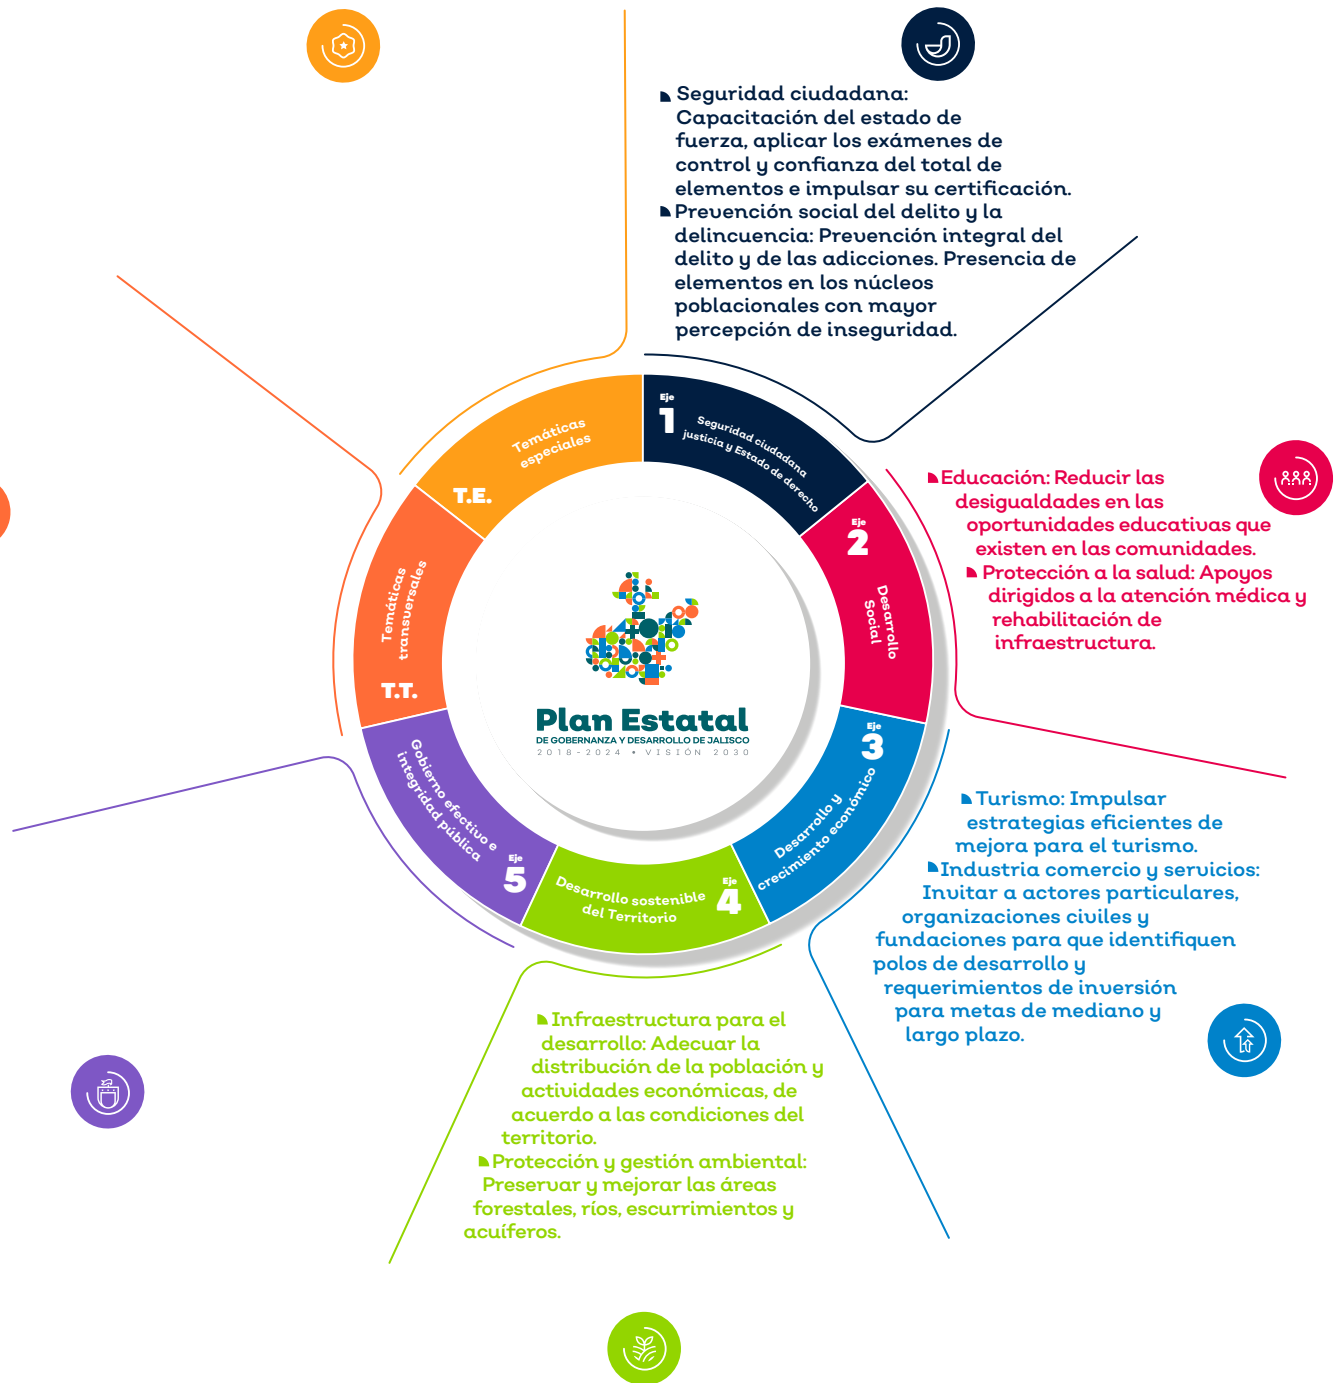 Seguridad ciudadana:
Capacitación del estado de
fuerza, aplicar los exámenes de
control y confianza del total de
elementos e impulsar su certificación.
Prevención social del delito y la
delincuencia: Prevención integral del
delito y de las adicciones. Presencia de
elementos en los núcleos
poblacionales con mayor
percepción de inseguridad.
Eje
1
Seguridad ciudadana
justicia y Estado de derecho
Educación: Reducir las
desigualdades en las
oportunidades educativas que
existen en las comunidades.
Protección a la salud: Apoyos
dirigidos a la atención médica y
rehabilitación de
infraestructura.
Eje
2
Desarrollo
Social
Turismo: Impulsar
estrategias eficientes de
mejora para el turismo.
Industria comercio y servicios:
Invitar a actores particulares,
organizaciones civiles y
fundaciones para que identifiquen
polos de desarrollo y
requerimientos de inversión
para metas de mediano y
largo plazo.
Eje
3
Desarrollo y
crecimiento económico
Infraestructura para el
desarrollo: Adecuar la
distribución de la población y
actividades económicas, de
acuerdo a las condiciones del
territorio.
Protección y gestión ambiental:
Preservar y mejorar las áreas
forestales, ríos, escurrimientos y
acuíferos.
Eje
4
Desarrollo sostenible
del Territorio
Eje
5
Gobierno efectivo e
integridad pública
Temáticas
transversales
T.T.
Temáticas
especiales
T.E.
Plan Estatal
DE GOBERNANZA Y DESARROLLO DE JALISCO
2018-2024 • VISIÓN 2030